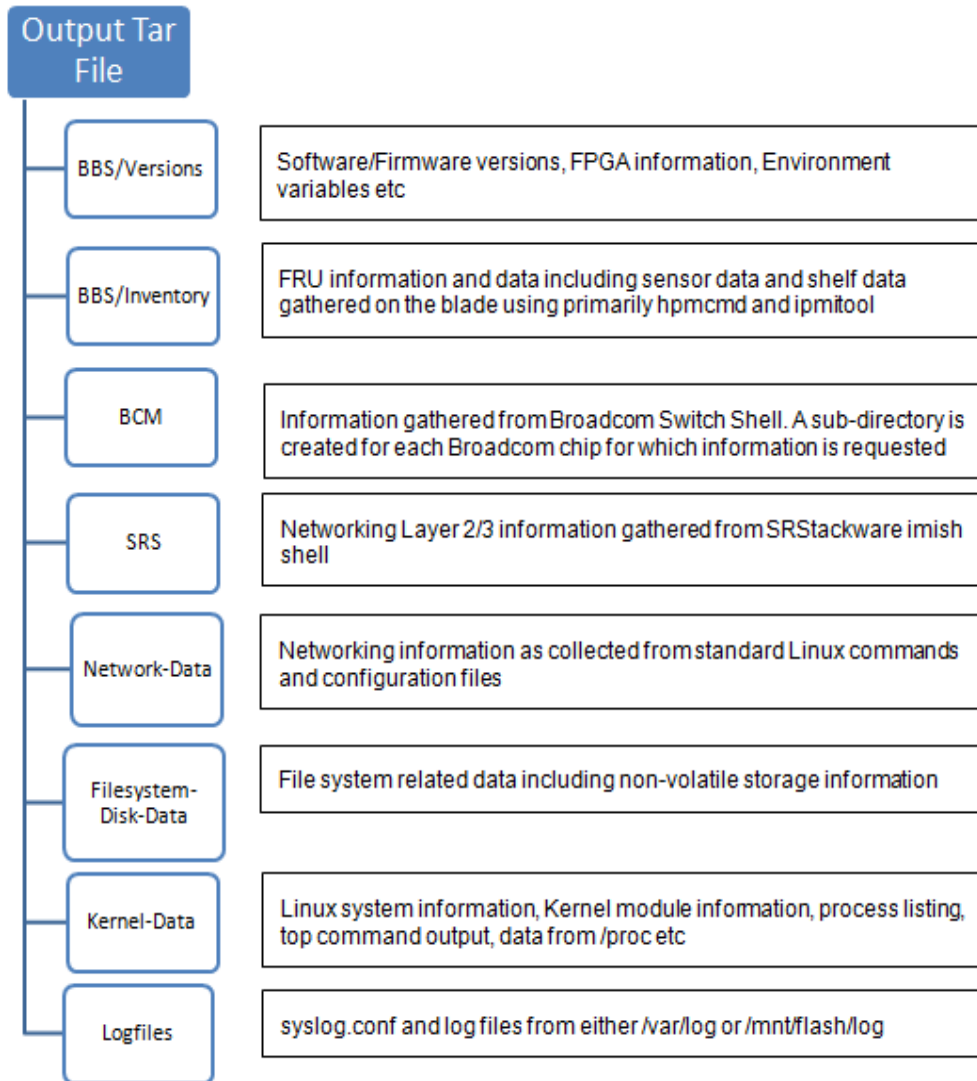 Output Tar
File
BBS/Versions
Software/Firmware versions, FPGA information, Environment
variables etc
BBS/Inventory
FRU information and data including sensor data and shelf data
gathered on the blade using primarily hpmcmd and ipmitool
BCM
Information gathered from Broadcom Switch Shell. A sub-directory is
created for each Broadcom chip for which information is requested
SRS
Networking Layer 2/3 information gathered from SRStackware imish
shell
Network-Data
Networking information as collected from standard Linux commands
and configuration files
Filesystem-
Disk-Data
File system related data including non-volatile storage information
Kernel-Data
Linux system information, Kernel module information, process listing,
top command output, data from /proc etc
Logfiles
syslog.conf and log files from either /var/log or /mnt/flash/log